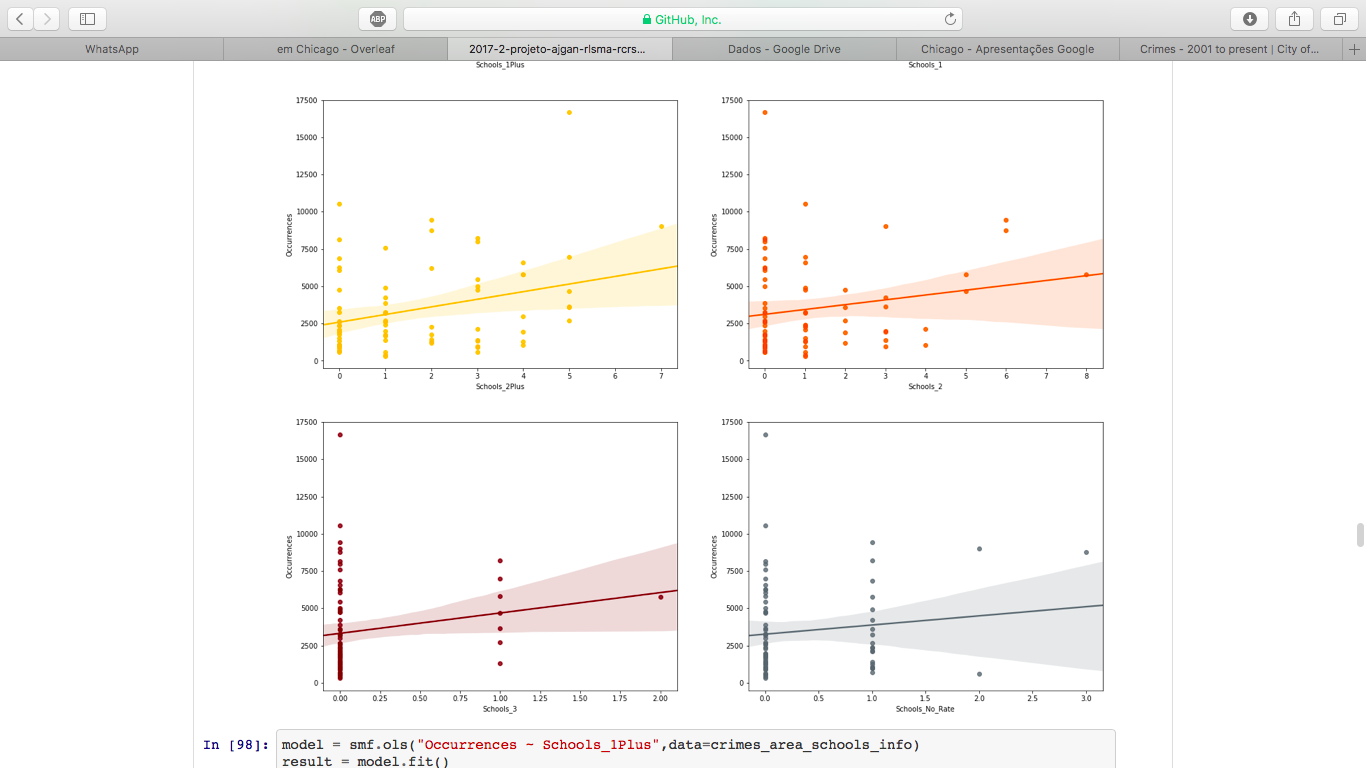 ABP
GitHub, Inc.
WhatsApp
em Chicago - Overleaf
2017-2-projeto-ajgan-rlsma-rcrs...
Dados - Google Drive
Chicago - Apresentações Google
Crimes - 2001 to present | City of...
Schools_1Plus
Schools_1
17500
15000
12500
10000
7500
5000
2500
0
Occurrences
0 1 2 3 4 5 6 7
Schools_2Plus
17500
15000
12500
10000
7500
5000
2500
0
Occurrences
0 1 2 3 4 5 6 7 8
Schools_2
17500
15000
12500
10000
7500
5000
2500
0
Occurrences
0.00 0.25 0.50 0.75 1.00 1.25 1.50 1.75 2.00
Schools_3
17500
15000
12500
10000
7500
5000
2500
0
Occurrences
0.0 0.5 1.0 1.5 2.0 2.5 3.0
Schools_No_Rate
In [98]: model = smf.ols("Occurrences ~ Schools_1Plus",data=crimes_area_schools_info)
result = model.fit()